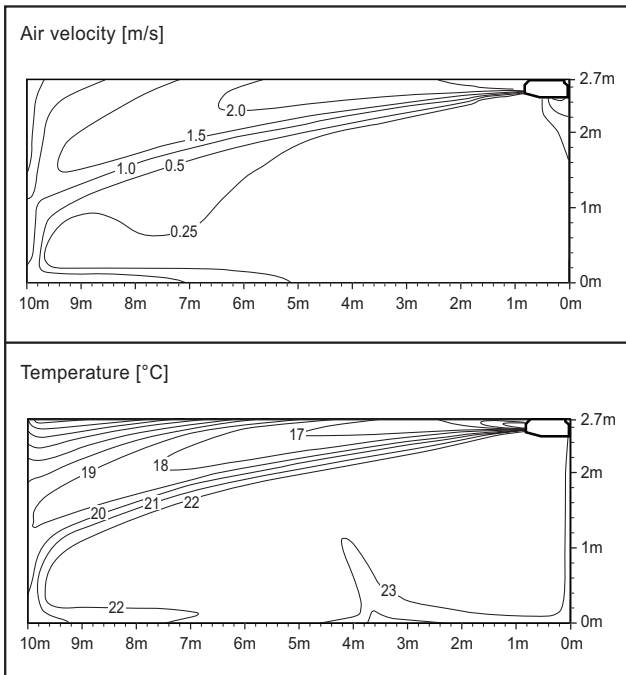 Air velocity [m/s]
2.7m
2.0
2m
1.5
1.0 0.5
1m
0.25
0m
10m 9m 8m 7m 6m 5m 4m 3m 2m 1m 0m
Temperature [°C]
2.7m
17
18
19
2m
20 21 22
1m
23
22
0m
10m 9m 8m 7m 6m 5m 4m 3m 2m 1m 0m